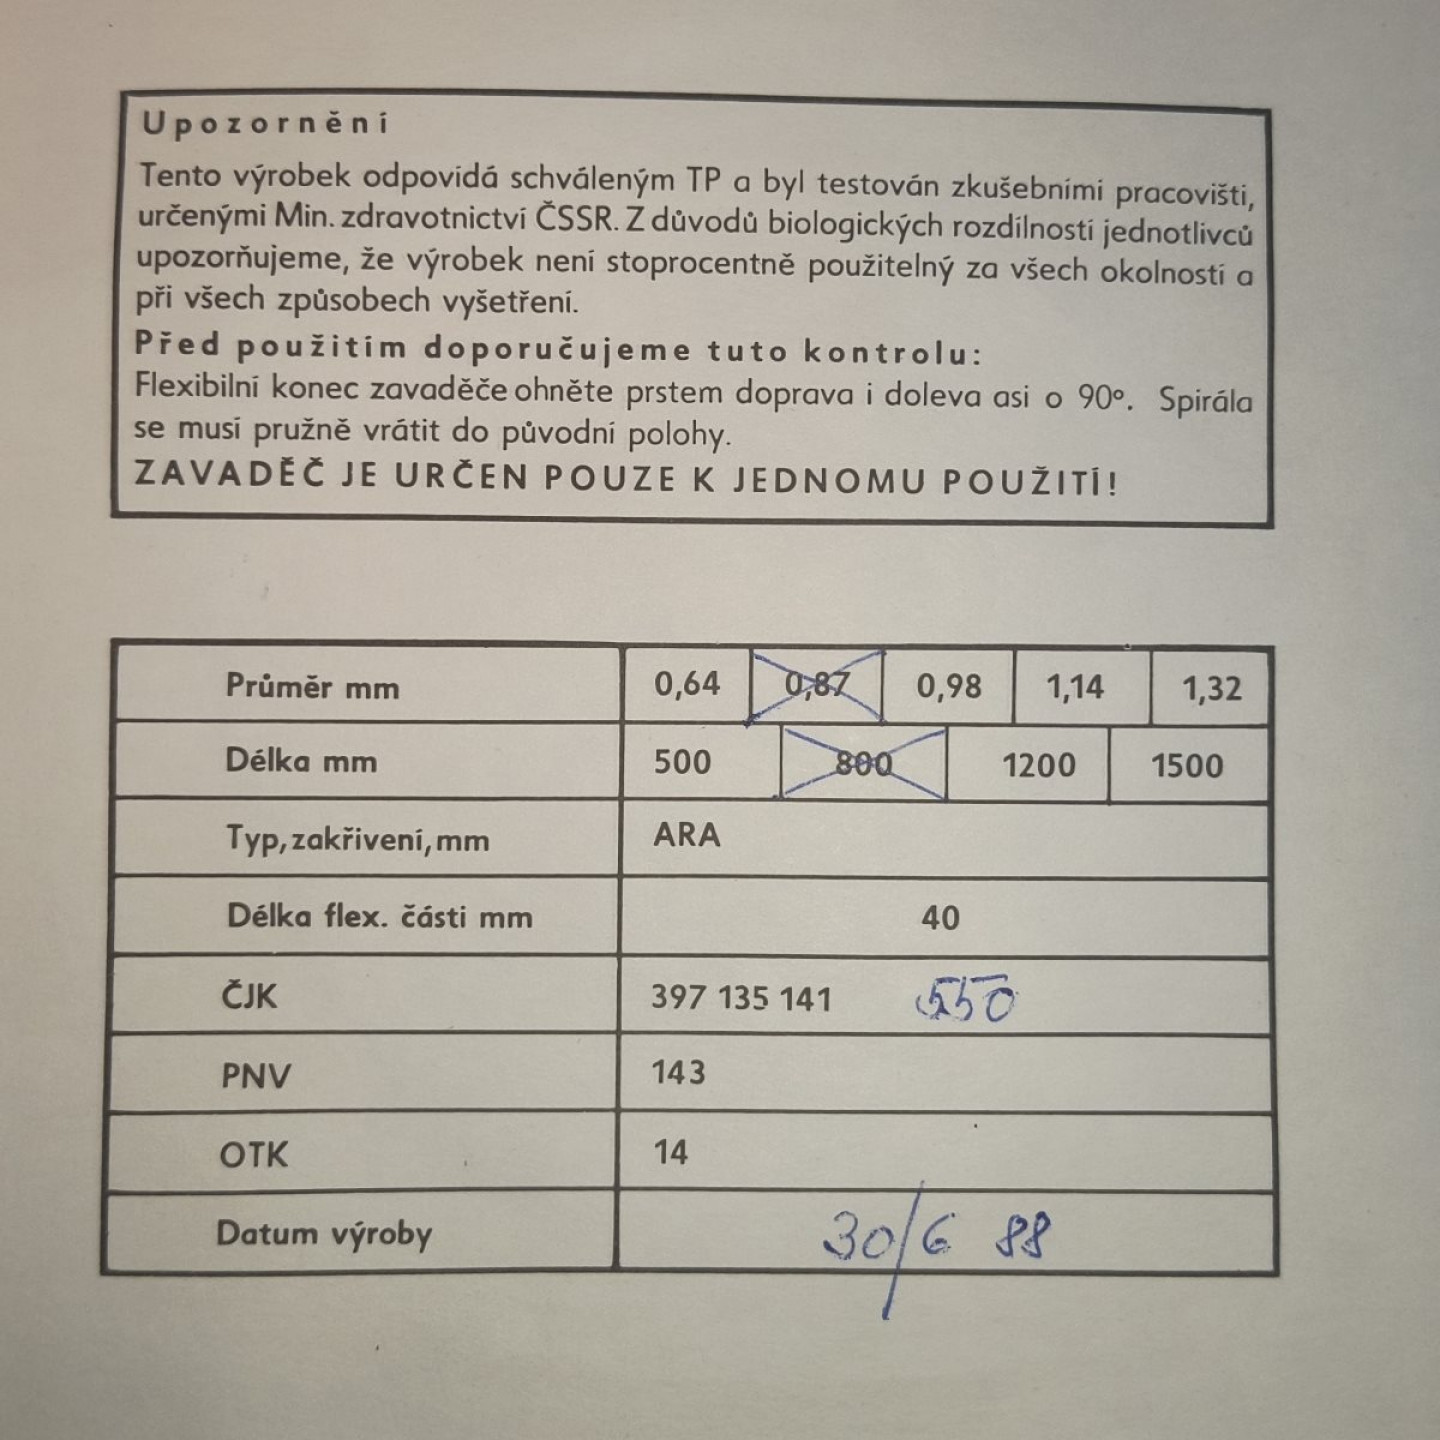 Upozornění
Tento výrobek odpovídá schváleným TP a byl testován zkušebními pracovišti,
určenými Min. zdravotnictví ČSSR. Z důvodů biologických rozdílností jednotlivců
upozorňujeme, že výrobek není stoprocentně použitelný za všech okolností a
při všech způsobech vyšetření.
Před použitím doporučujeme tuto kontrolu:
Flexibilní konec zavaděče ohněte prstem doprava i doleva asi o 90°. Spirála
se musí pružně vrátit do původní polohy.
ZAVADĚČ JE URČEN POUZE K JEDNOMU POUŽITÍ!
Průměr mm 0,64 0,87 0,98 1,14 1,32
Délka mm 500 800 1200 1500
Typ, zakřivení, mm ARA
Délka flex. části mm 40
ČJK 397 135 141 550
PNV 143
OTK 14
Datum výroby 30/6 88